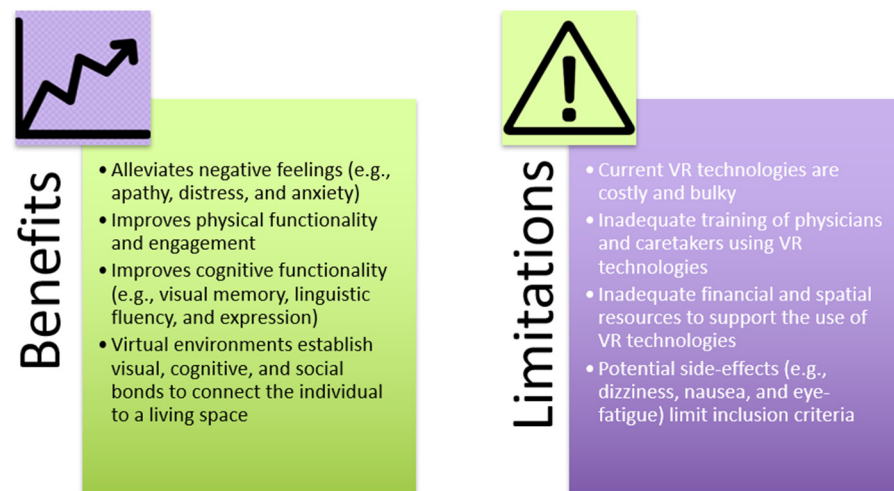 Benefits
• Alleviates negative feelings (e.g.,
apathy, distress, and anxiety)
• Improves physical functionality
and engagement
• Improves cognitive functionality
(e.g., visual memory, linguistic
fluency, and expression)
• Virtual environments establish
visual, cognitive, and social
bonds to connect the individual
to a living space
Limitations
• Current VR technologies are
costly and bulky
• Inadequate training of physicians
and caretakers using VR
technologies
• Inadequate financial and spatial
resources to support the use of
VR technologies
• Potential side-effects (e.g.,
dizziness, nausea, and eye-
fatigue) limit inclusion criteria